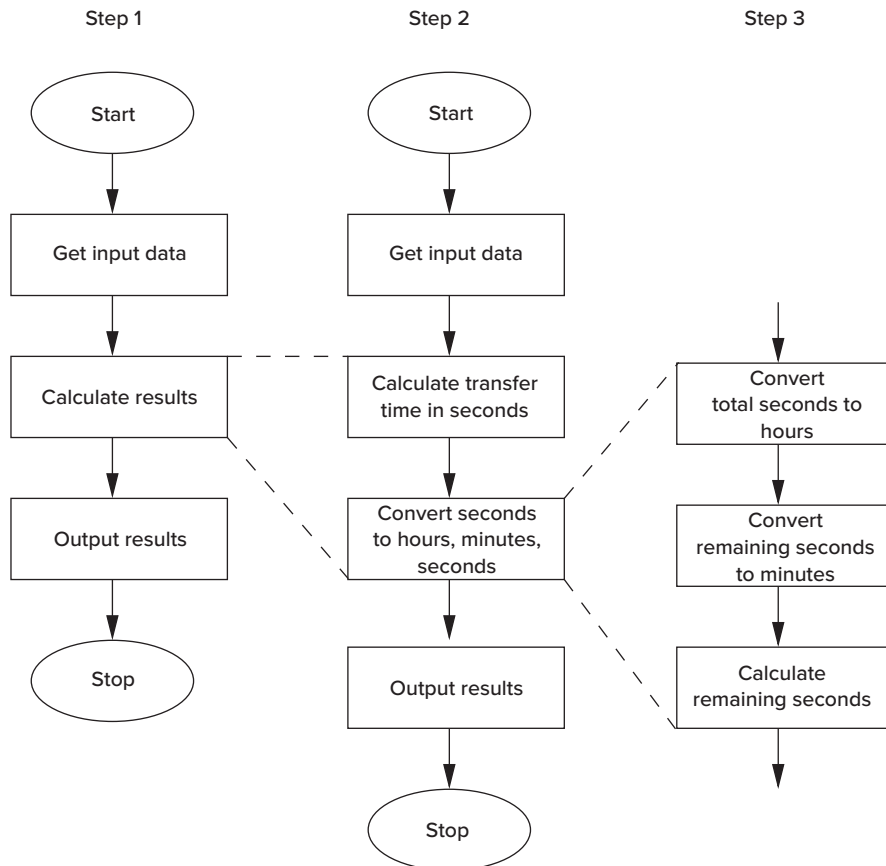 Step 1
Step 2
Step 3
Start
Get input data
Calculate results
Output results
Stop
Start
Get input data
Calculate transfer
time in seconds
Convert seconds
to hours, minutes,
seconds
Output results
Stop
Convert
total seconds to
hours
Convert
remaining seconds
to minutes
Calculate
remaining seconds